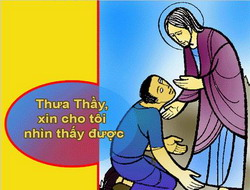 Thưa Thầy,
xin cho tôi
nhìn thấy được